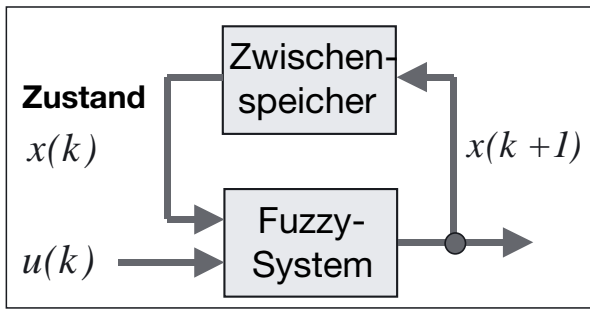 Zwischen-
speicher
Zustand
x(k)
x(k +1)
Fuzzy-
System
u(k)